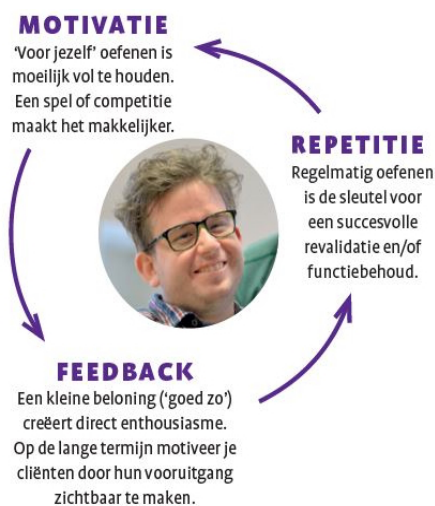 MOTIVATIE
‘Voor jezelf’ oefenen is
moeilijk vol te houden.
Een spel of competitie
maakt het makkelijker.
REPETITIE
Regelmatig oefenen
is de sleutel voor
een succesvolle
revalidatie en/of
functiebehoud.
FEEDBACK
Een kleine beloning (‘goed zo’)
creëert direct enthousiasme.
Op de lange termijn motiveer je
cliënten door hun vooruitgang
zichtbaar te maken.